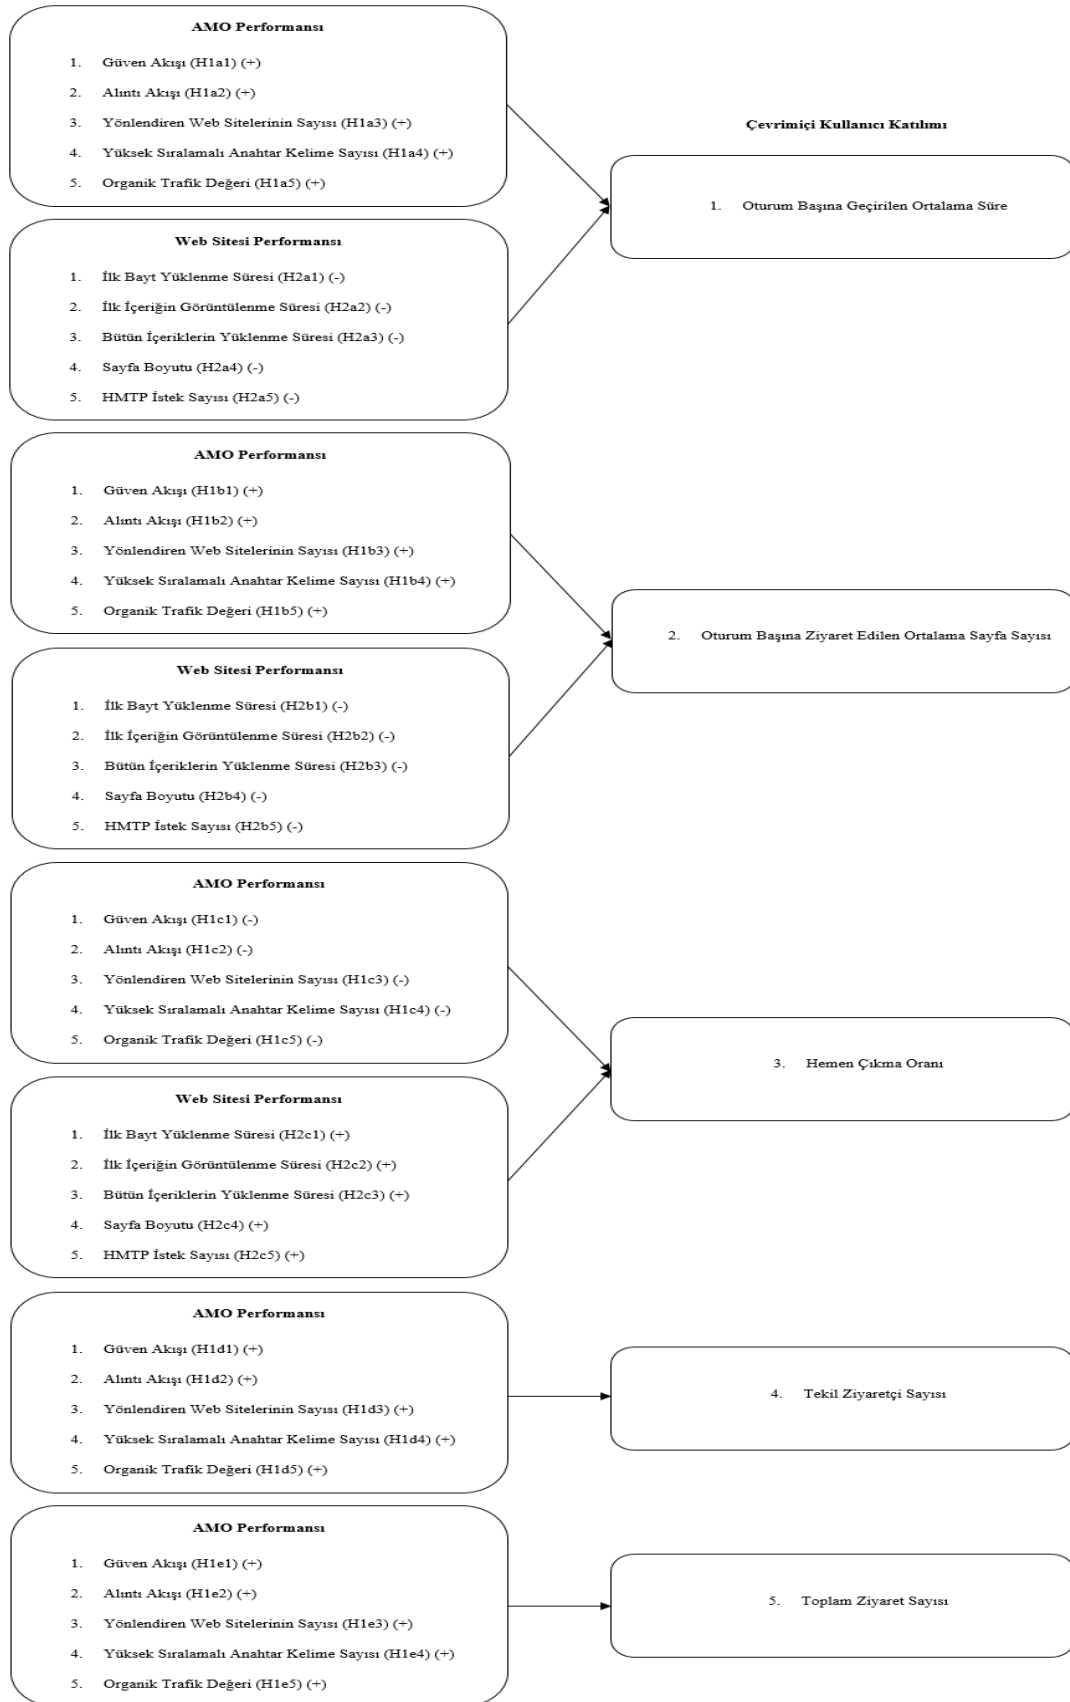 AMO Performansı
1. Güven Akışı (H1a1) (+)
2. Alıntı Akışı (H1a2) (+)
3. Yönlendiren Web Sitelerinin Sayısı (H1a3) (+)
4. Yüksek Sıralamalı Anahtar Kelime Sayısı (H1a4) (+)
5. Organik Trafik Değeri (H1a5) (+)
Çevrimiçi Kullanıcı Katılımı
1. Oturum Başına Geçirilen Ortalama Süre
Web Sitesi Performansı
1. İlk Bayt Yüklenme Süresi (H2a1) (-)
2. İlk İçeriğin Görüntülenme Süresi (H2a2) (-)
3. Bütün İçeriklerin Yüklenme Süresi (H2a3) (-)
4. Sayfa Boyutu (H2a4) (-)
5. HMTP İstek Sayısı (H2a5) (-)
AMO Performansı
1. Güven Akışı (H1b1) (+)
2. Alıntı Akışı (H1b2) (+)
3. Yönlendiren Web Sitelerinin Sayısı (H1b3) (+)
4. Yüksek Sıralamalı Anahtar Kelime Sayısı (H1b4) (+)
5. Organik Trafik Değeri (H1b5) (+)
2. Oturum Başına Ziyaret Edilen Ortalama Sayfa Sayısı
Web Sitesi Performansı
1. İlk Bayt Yüklenme Süresi (H2b1) (-)
2. İlk İçeriğin Görüntülenme Süresi (H2b2) (-)
3. Bütün İçeriklerin Yüklenme Süresi (H2b3) (-)
4. Sayfa Boyutu (H2b4) (-)
5. HMTP İstek Sayısı (H2b5) (-)
AMO Performansı
1. Güven Akışı (H1c1) (-)
2. Alıntı Akışı (H1c2) (-)
3. Yönlendiren Web Sitelerinin Sayısı (H1c3) (-)
4. Yüksek Sıralamalı Anahtar Kelime Sayısı (H1c4) (-)
5. Organik Trafik Değeri (H1c5) (-)
3. Hemen Çıkma Oranı
Web Sitesi Performansı
1. İlk Bayt Yüklenme Süresi (H2c1) (+)
2. İlk İçeriğin Görüntülenme Süresi (H2c2) (+)
3. Bütün İçeriklerin Yüklenme Süresi (H2c3) (+)
4. Sayfa Boyutu (H2c4) (+)
5. HMTP İstek Sayısı (H2c5) (+)
AMO Performansı
1. Güven Akışı (H1d1) (+)
2. Alıntı Akışı (H1d2) (+)
3. Yönlendiren Web Sitelerinin Sayısı (H1d3) (+)
4. Yüksek Sıralamalı Anahtar Kelime Sayısı (H1d4) (+)
5. Organik Trafik Değeri (H1d5) (+)
4. Tekil Ziyaretçi Sayısı
AMO Performansı
1. Güven Akışı (H1e1) (+)
2. Alıntı Akışı (H1e2) (+)
3. Yönlendiren Web Sitelerinin Sayısı (H1e3) (+)
4. Yüksek Sıralamalı Anahtar Kelime Sayısı (H1e4) (+)
5. Organik Trafik Değeri (H1e5) (+)
5. Toplam Ziyaret Sayısı